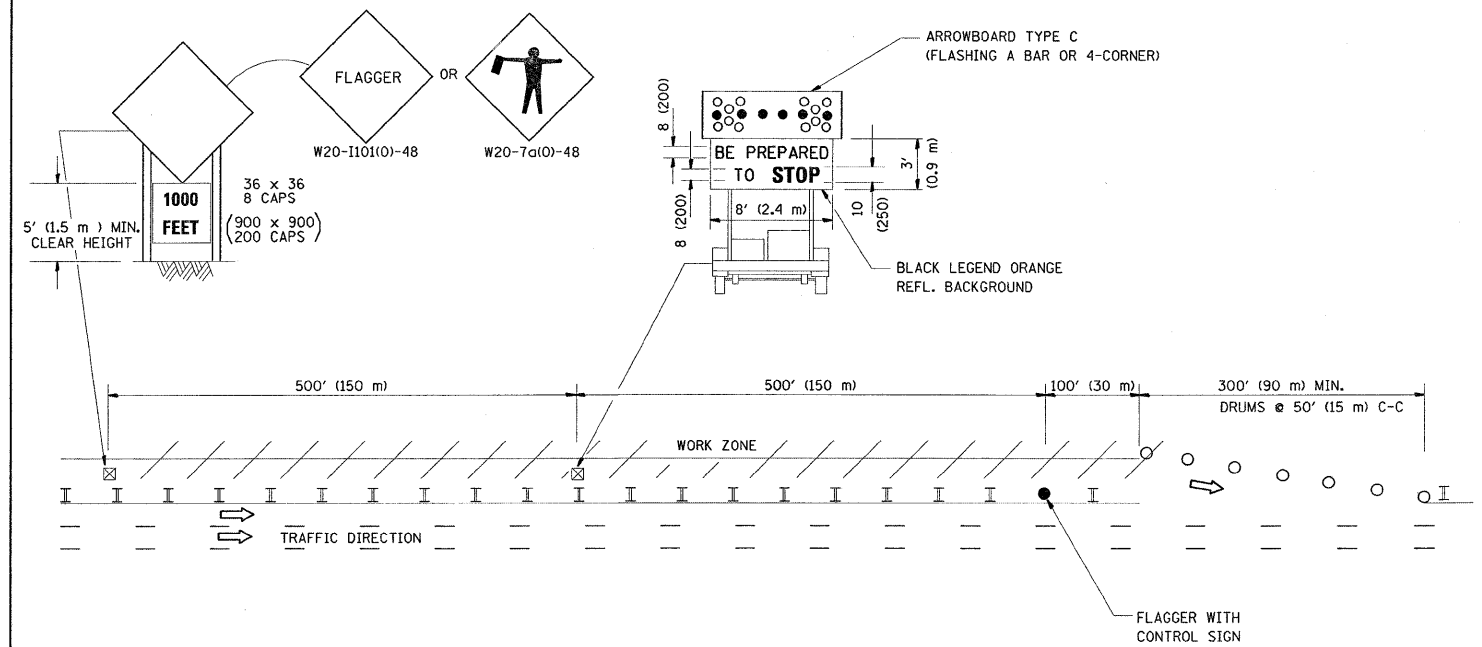 ARROWBOARD TYPE C
(FLASHING A BAR OR 4-CORNER)
FLAGGER
OR
W20-I101(O)-48
W20-7a(O)-48
8 (200)
BE PREPARED
TO STOP
3'
(0.9 m)
8 (200)
8' (2.4 m)
10
(250)
1000
FEET
36 x 36
8 CAPS
(900 x 900)
200 CAPS
5' (1.5 m ) MIN.
CLEAR HEIGHT
BLACK LEGEND ORANGE
REFL. BACKGROUND
500' (150 m)
500' (150 m)
100' (30 m)
300' (90 m) MIN.
DRUMS @ 50' (15 m) C-C
WORK ZONE
TRAFFIC DIRECTION
FLAGGER WITH
CONTROL SIGN